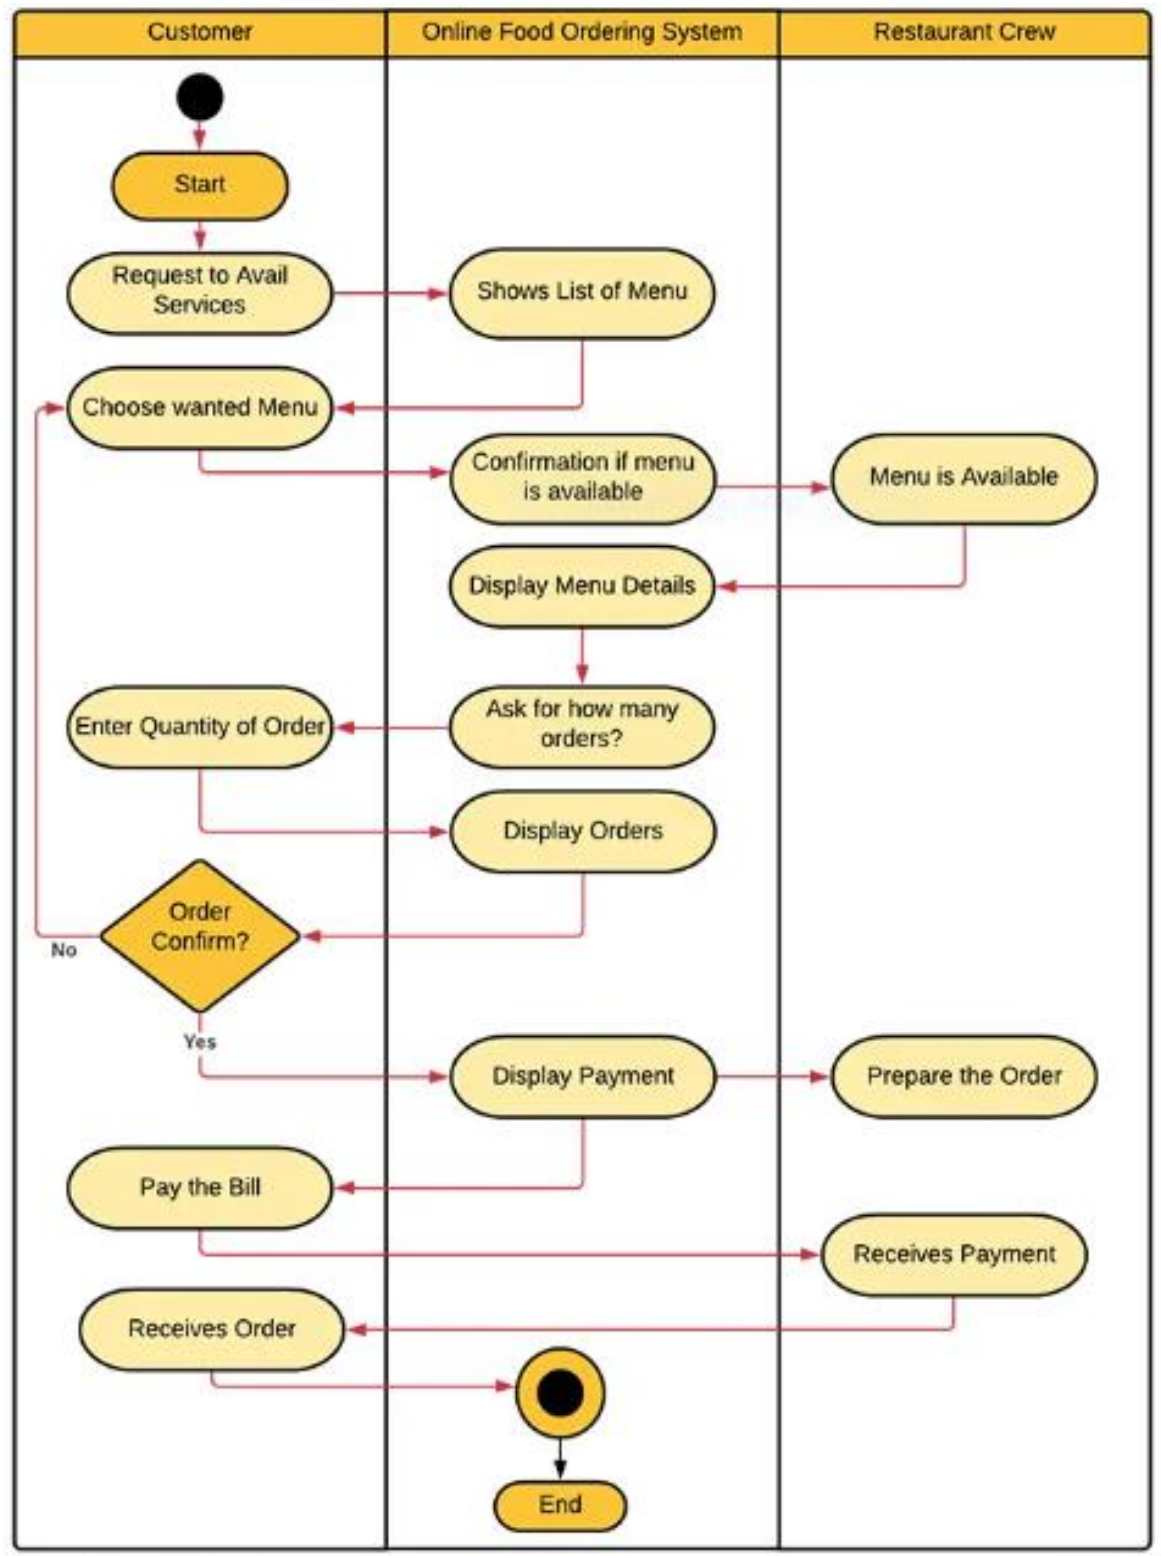 Customer
Online Food Ordering System
Restaurant Crew
Start
Request to Avail
Services
Shows List of Menu
Choose wanted Menu
Confirmation if menu
is available
Menu is Available
Display Menu Details
Ask for how many
orders?
Enter Quantity of Order
Display Orders
Order
Confirm?
No
Yes
Display Payment
Prepare the Order
Pay the Bill
Receives Payment
Receives Order
End